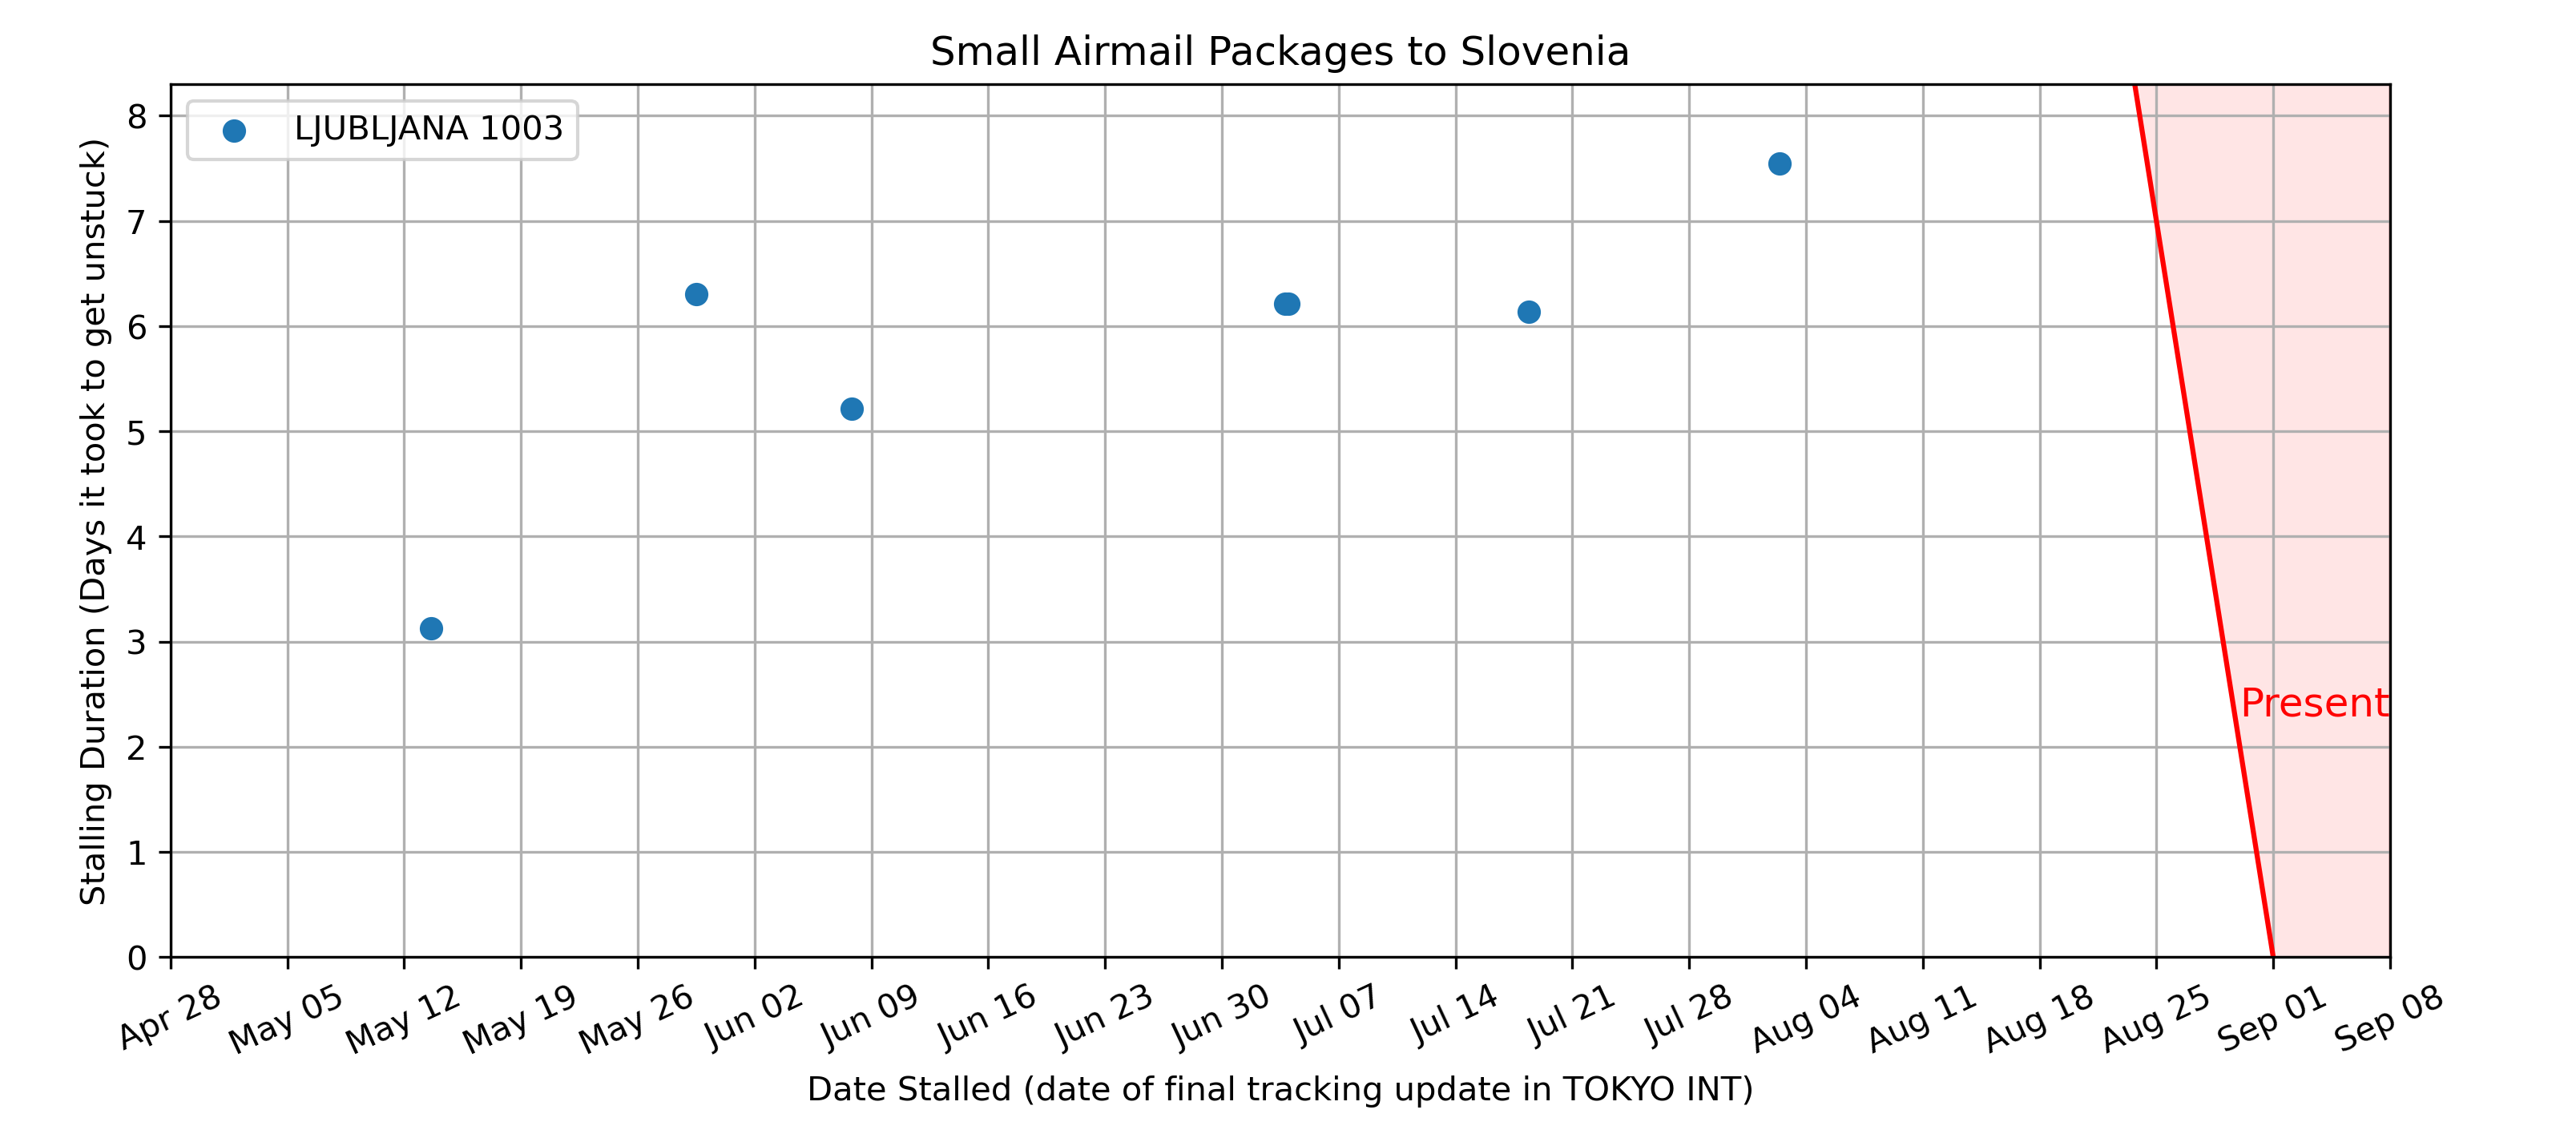 Small Airmail Packages to Slovenia
LJUBLJANA 1003
Stalling Duration (Days it took to get unstuck)
8
7
6
5
4
3
2
1
0
Present
Apr 28
May 05
May 12
May 19
May 26
Jun 02
Jun 09
Jun 16
Jun 23
Jun 30
Jul 07
Jul 14
Jul 21
Jul 28
Aug 04
Aug 11
Aug 18
Aug 25
Sep 01
Sep 08
Date Stalled (date of final tracking update in TOKYO INT)